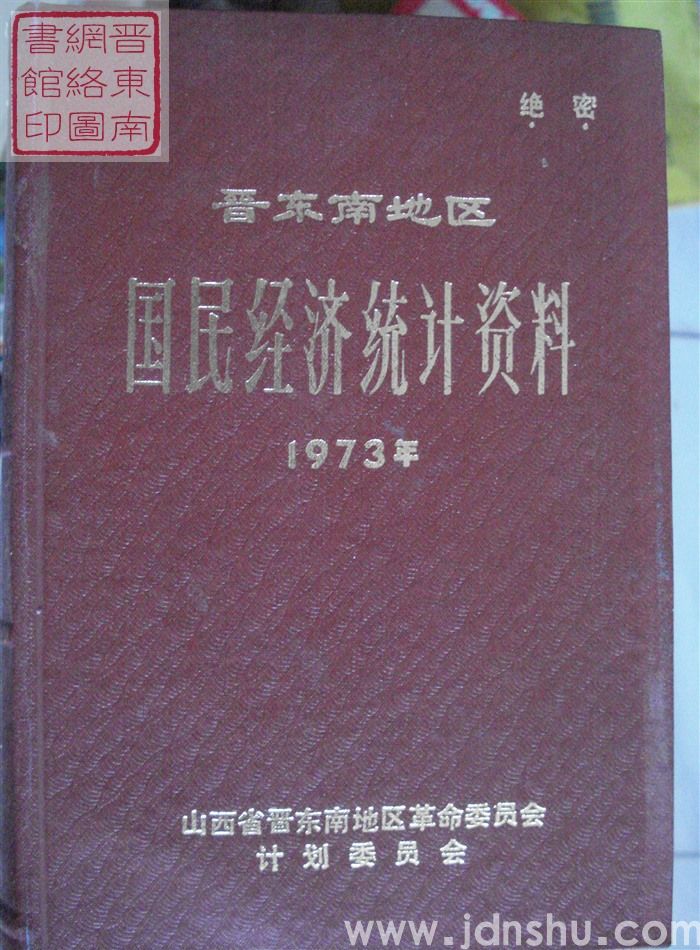 晋東南
網絡圖
書館印
绝密
晋东南地区
国民经济统计资料
1973年
山西省晋东南地区革命委员会
计划委员会
www.jdnshu.com